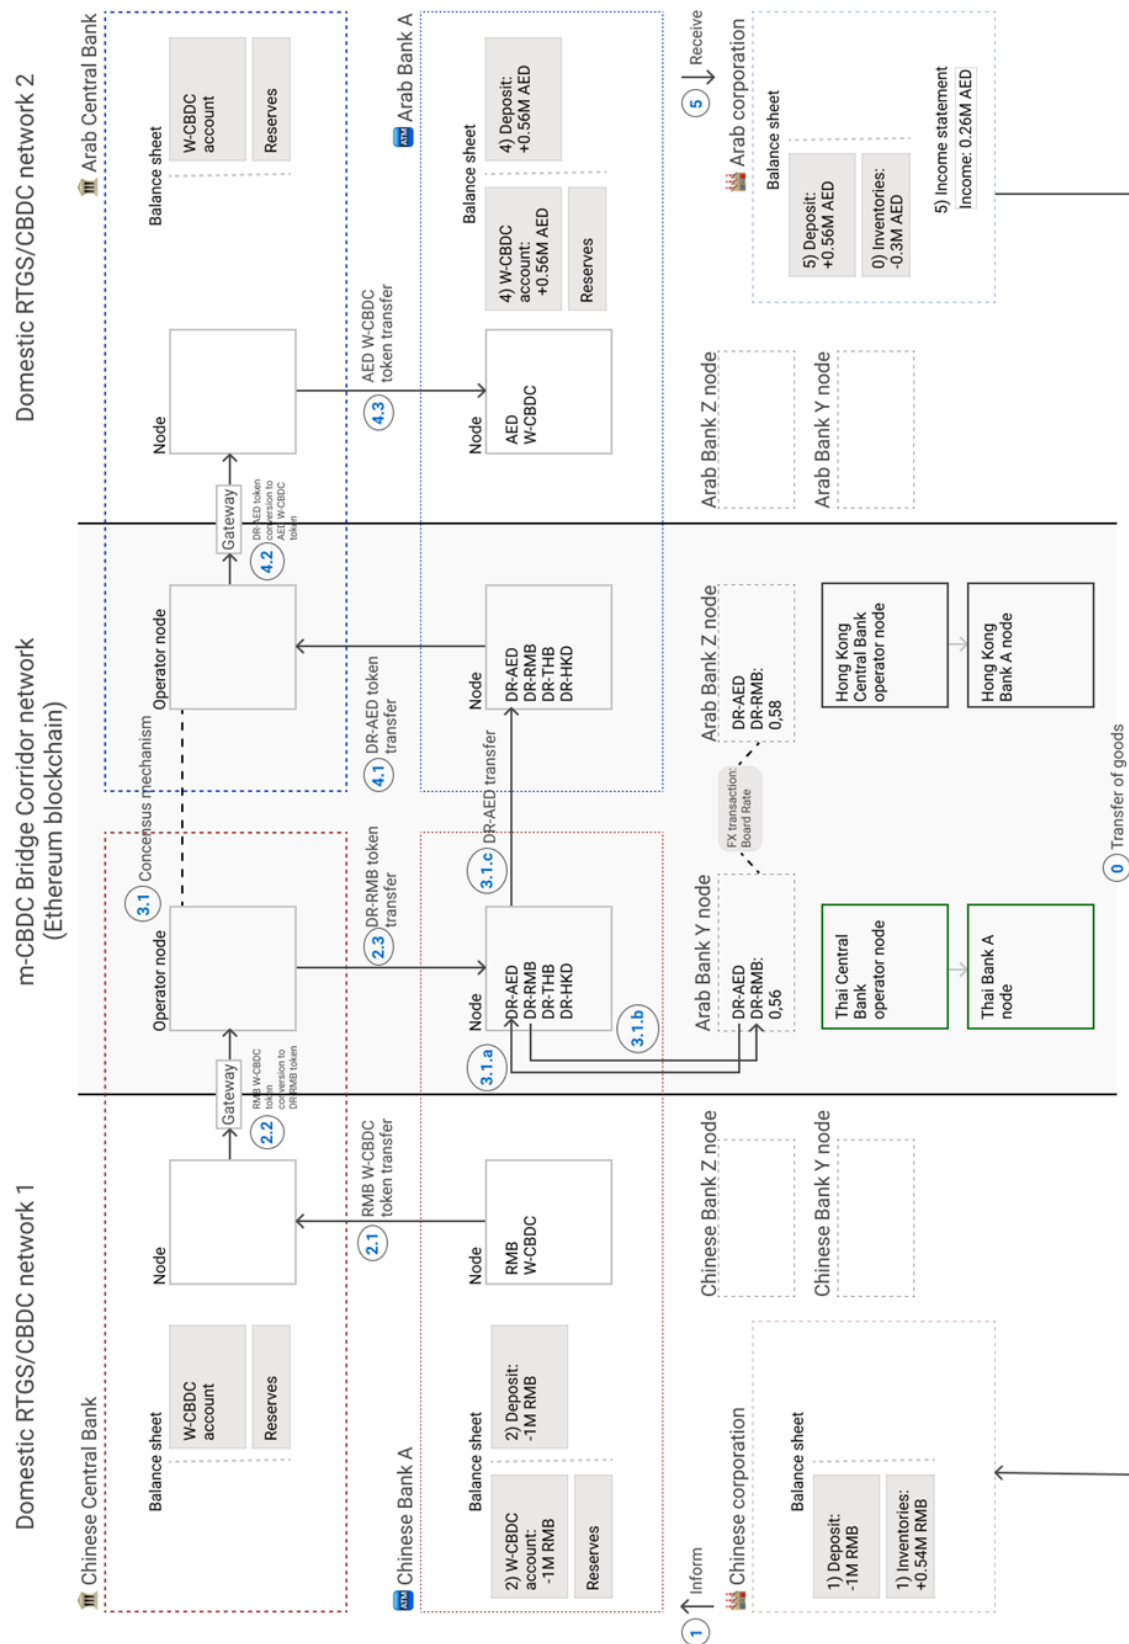 Domestic RTGS/CBDC network 1
m-CBDC Bridge Corridor network
(Ethereum blockchain)
Domestic RTGS/CBDC network 2
Chinese Central Bank
Balance sheet
W-CBDC
account
Reserves
Node
Gateway
2.2
RMB W-CBDC
token
conversion to
DR-RMB token
Operator node
3.1
Concensus mechanism
Operator node
Gateway
4.2
DR-AED token
conversion to
AED W-CBDC
token
Node
Arab Central Bank
Balance sheet
W-CBDC
account
Reserves
2.1
RMB W-CBDC
token transfer
2.3
DR-RMB token
transfer
4.1
DR-AED token
transfer
4.3
AED W-CBDC
token transfer
ATM
Chinese Bank A
Balance sheet
2) W-CBDC
account:
-1M RMB
Reserves
2) Deposit:
-1M RMB
Node
RMB
W-CBDC
Node
DR-AED
DR-RMB
DR-THB
DR-HKD
3.1.a
3.1.b
3.1.c
DR-AED transfer
Node
DR-AED
DR-RMB
DR-THB
DR-HKD
Node
AED
W-CBDC
ATM
Arab Bank A
Balance sheet
4) W-CBDC
account:
+0.56M AED
Reserves
4) Deposit:
+0.56M AED
1
Inform
5
Receive
Chinese corporation
Balance sheet
1) Deposit:
-1M RMB
1) Inventories:
+0.54M RMB
Chinese Bank Z node
Chinese Bank Y node
Arab Bank Y node
DR-AED
DR-RMB:
0,56
FX transaction:
Board Rate
Arab Bank Z node
DR-AED
DR-RMB:
0,58
Thai Central
Bank
operator node
Thai Bank A
node
Hong Kong
Central Bank
operator node
Hong Kong
Bank A node
Arab Bank Z node
Arab Bank Y node
Arab corporation
Balance sheet
5) Deposit:
+0.56M AED
0) Inventories:
-0.3M AED
5) Income statement
Income: 0.26M AED
0
Transfer of goods